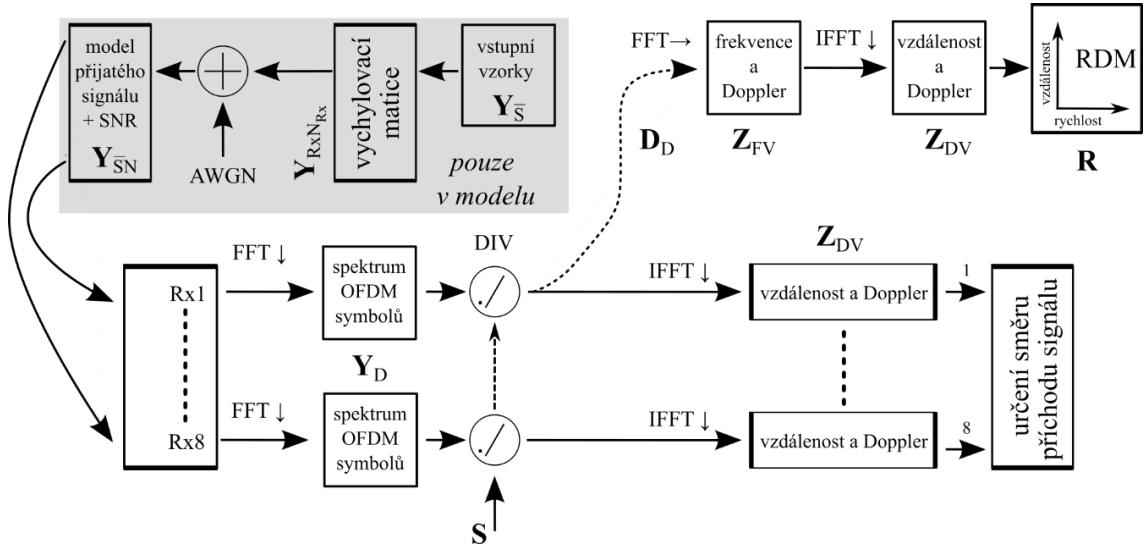 model
přijatého
signálu
+ SNR
Y_S̅N
AWGN
Y_RxN_Rx
vychylovací
matice
vstupní
vzorky
Y_S̅
pouze
v modelu
FFT→
D_D
frekvence
a
Doppler
Z_FV
IFFT ↓
vzdálenost
a
Doppler
Z_DV
vzdálenost
RDM
rychlost
R
Rx1
Rx8
FFT ↓
spektrum
OFDM
symbolů
Y_D
FFT ↓
spektrum
OFDM
symbolů
DIV
./
./
S
IFFT ↓
Z_DV
vzdálenost a Doppler
1
IFFT ↓
vzdálenost a Doppler
8
určení směru
příchodu signálu